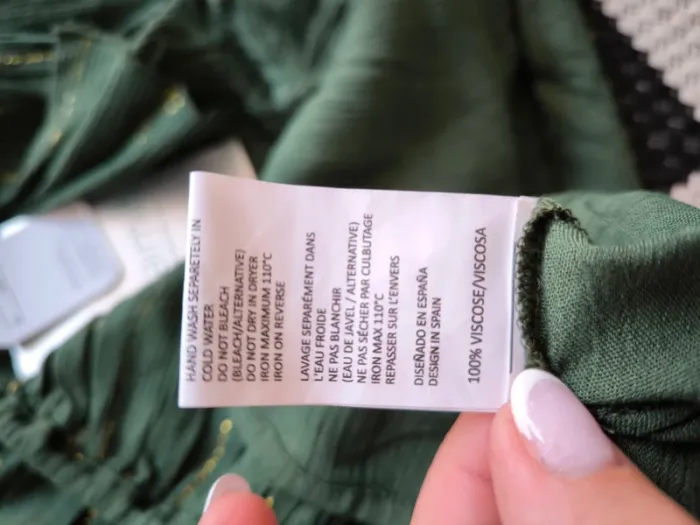 HAND WASH SEPARETELY IN
COLD WATER
DO NOT BLEACH
(BLEACH/ALTERNATIVE)
DO NOT DRY IN DRYER
IRON MAXIMUM 110°C
IRON ON REVERSE
LAVAGE SEPARÉMENT DANS
L'EAU FROIDE
NE PAS BLANCHIR
(EAU DE JAVEL / ALTERNATIVE)
NE PAS SÉCHER PAR CULBUTAGE
IRON MAX 110°C
REPASSER SUR L'ENVERS
DISEÑADO EN ESPAÑA
DESIGN IN SPAIN
100% VISCOSE/VISCOSA